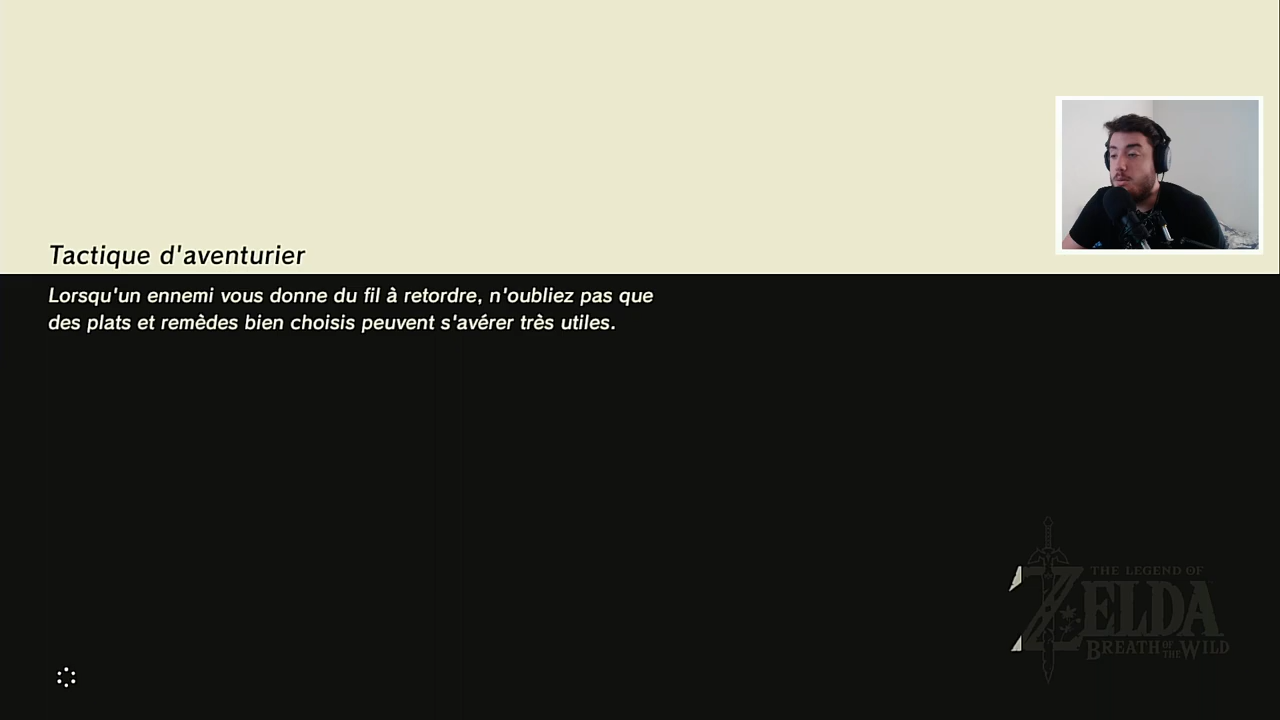 Tactique d'aventurier
Lorsqu'un ennemi vous donne du fil à retordre, n'oubliez pas que
des plats et remèdes bien choisis peuvent s'avérer très utiles.
THE LEGEND OF
ZELDA
BREATH OF THE WILD